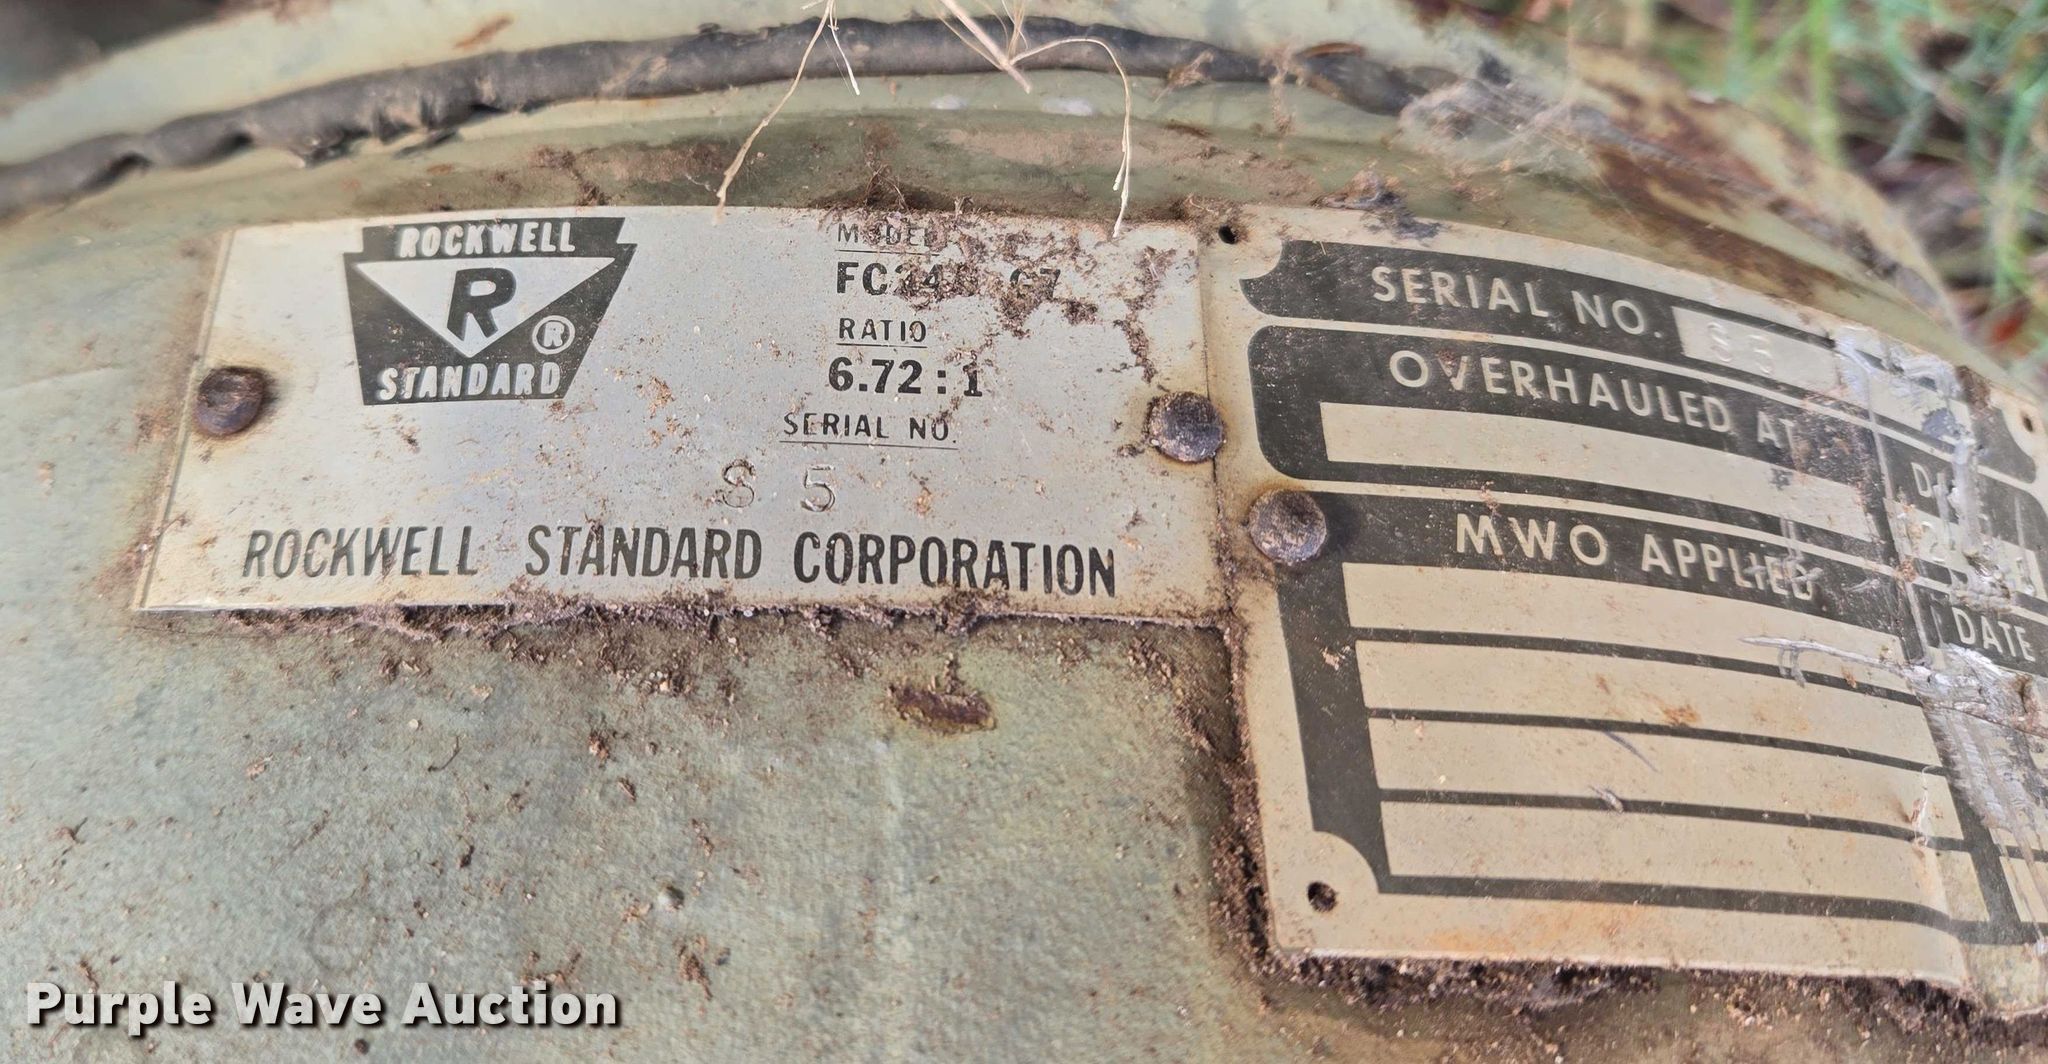 ROCKWELL
R
®
STANDARD
MODEL
RATIO
6.72:1
SERIAL NO.
S 5
ROCKWELL STANDARD CORPORATION
SERIAL NO. S 5
OVERHAULED AT
MWO APPLIED
DATE
Purple Wave Auction